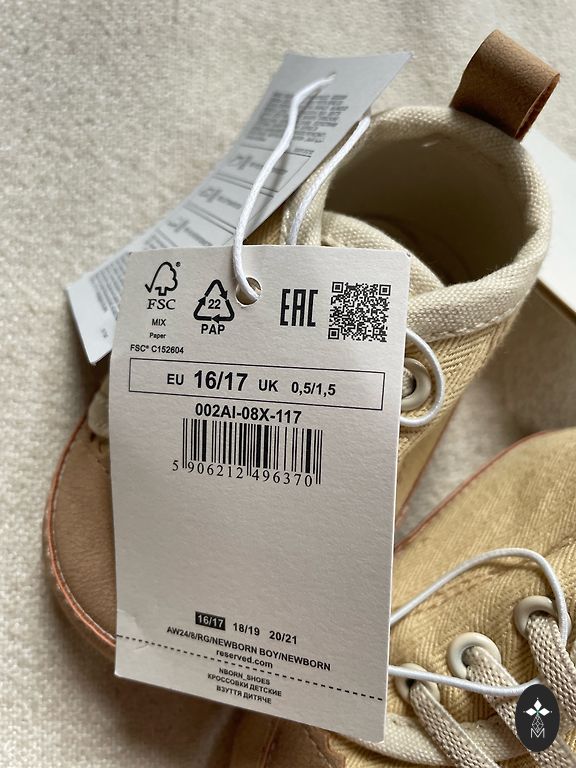 FSC®
MIX
Paper
FSC® C152604
22
PAP
EAC
EU 16/17 UK 0,5/1,5
002AI-08X-117
5 906212 496370
16/17 18/19 20/21
AW24/8/RG/NEWBORN BOY/NEWBORN
reserved.com
NBORN_SHOES
КРОССОВКИ ДЕТСКИЕ
ВЗУТТЯ ДИТЯЧЕ
M